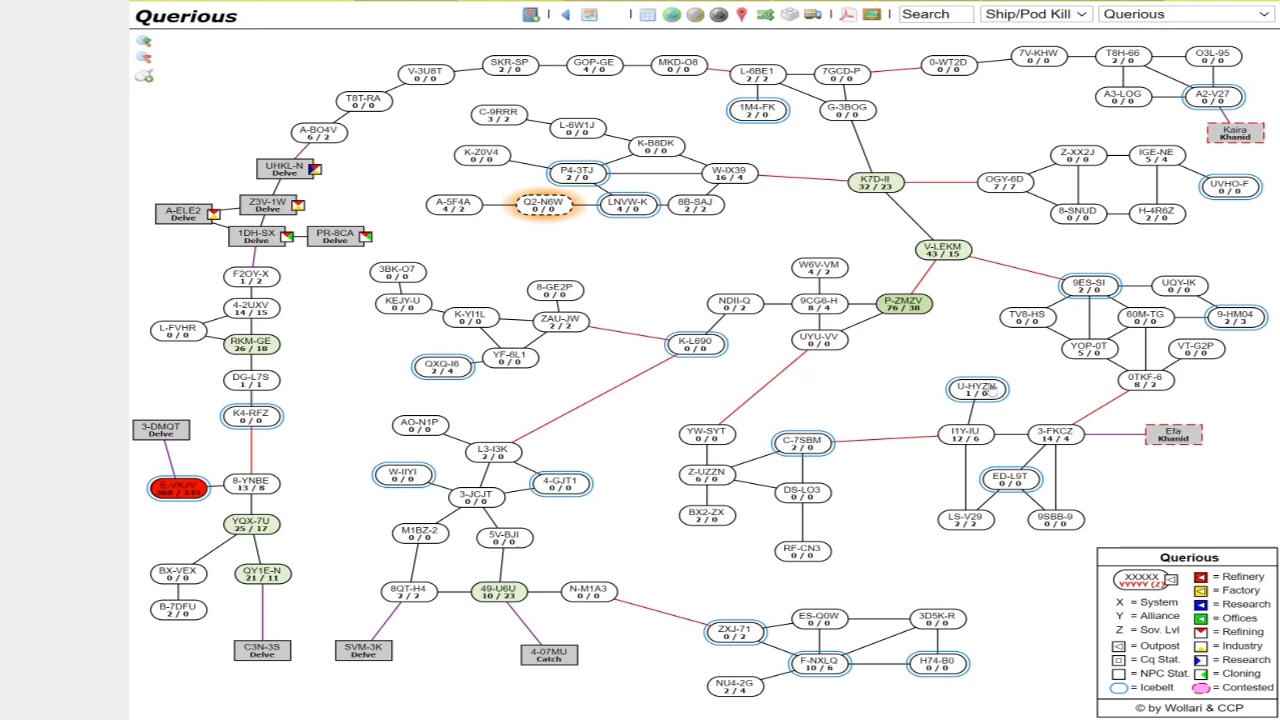 Querious
Search
Ship/Pod Kill
Querious
7V-KHW
0 / 0
T8H-66
2 / 0
O3L-95
0 / 0
SKR-SP
2 / 0
GOP-GE
4 / 0
MKD-O8
0 / 0
0-WT2D
0 / 0
V-3U8T
0 / 0
L-6BE1
2 / 2
7GCD-P
0 / 0
A3-LOG
0 / 0
A2-V27
0 / 0
T8T-RA
0 / 0
1M4-FK
2 / 0
G-3BOG
0 / 0
C-9RRR
3 / 2
L-6W1J
0 / 0
A-BO4V
6 / 2
Kaira
Khanid
K-B8DK
0 / 0
K-Z0V4
0 / 0
Z-XX2J
0 / 0
IGE-NE
5 / 4
UHKL-N
Delve
P4-3TJ
2 / 0
W-IX39
16 / 4
K7D-II
32 / 23
OGY-6D
7 / 7
UVHO-F
0 / 0
Z3V-1W
Delve
A-5F4A
4 / 2
Q2-N6W
0 / 0
LNVW-K
4 / 0
8B-SAJ
2 / 2
A-ELE2
Delve
8-SNUD
0 / 0
H-4R6Z
2 / 0
1DH-SX
Delve
PR-8CA
Delve
V-LEKM
43 / 15
F2OY-X
1 / 2
3BK-O7
0 / 0
W6V-VM
4 / 2
9ES-SI
2 / 0
UQY-IK
0 / 0
8-GE2P
0 / 0
4-2UXV
14 / 15
KEJY-U
0 / 0
NDII-Q
0 / 2
9CG6-H
8 / 4
P-ZMZV
76 / 38
K-YI1L
0 / 0
ZAU-JW
2 / 2
TV8-HS
0 / 0
60M-TG
0 / 0
9-HM04
2 / 3
L-FVHR
0 / 0
RKM-GE
26 / 18
K-L690
0 / 0
UYU-VV
0 / 0
YOP-0T
5 / 0
VT-G2P
0 / 0
YF-6L1
0 / 0
QXQ-I6
2 / 4
DG-L7S
1 / 1
0TKF-6
8 / 2
1 / 0
K4-RFZ
0 / 0
AO-N1P
0 / 0
3-DMQT
Delve
YW-SYT
0 / 0
C-7SBM
2 / 0
I1Y-IU
12 / 6
3-FKCZ
14 / 4
Efa
Khanid
L3-I3K
2 / 0
W-IIYI
0 / 0
4-GJT1
0 / 0
Z-UZZN
6 / 0
ED-L9T
0 / 0
8-YNBE
13 / 8
3-JCJT
0 / 0
DS-LO3
0 / 0
BX2-ZX
2 / 0
LS-V29
2 / 2
9SBB-9
0 / 0
YQX-7U
25 / 17
M1BZ-2
0 / 0
5V-BJI
0 / 0
RF-CN3
0 / 0
BX-VEX
0 / 0
QY1E-N
21 / 11
8QT-H4
2 / 2
49-U6U
10 / 23
N-M1A3
0 / 0
B-7DFU
2 / 0
ES-Q0W
0 / 0
3D5K-R
0 / 0
ZXJ-71
0 / 2
C3N-3S
Delve
SVM-3K
Delve
4-07MU
Catch
F-NXLQ
10 / 6
H74-B0
0 / 0
NU4-2G
2 / 4
Querious
XXXXX
YYYYY (Z)
X = System
Y = Alliance
Z = Sov. Lvl
= Outpost
= Cq Stat.
= NPC Stat.
= Icebelt
= Refinery
= Factory
= Research
= Offices
= Refining
= Industry
= Research
= Cloning
= Contested
© by Wollari & CCP